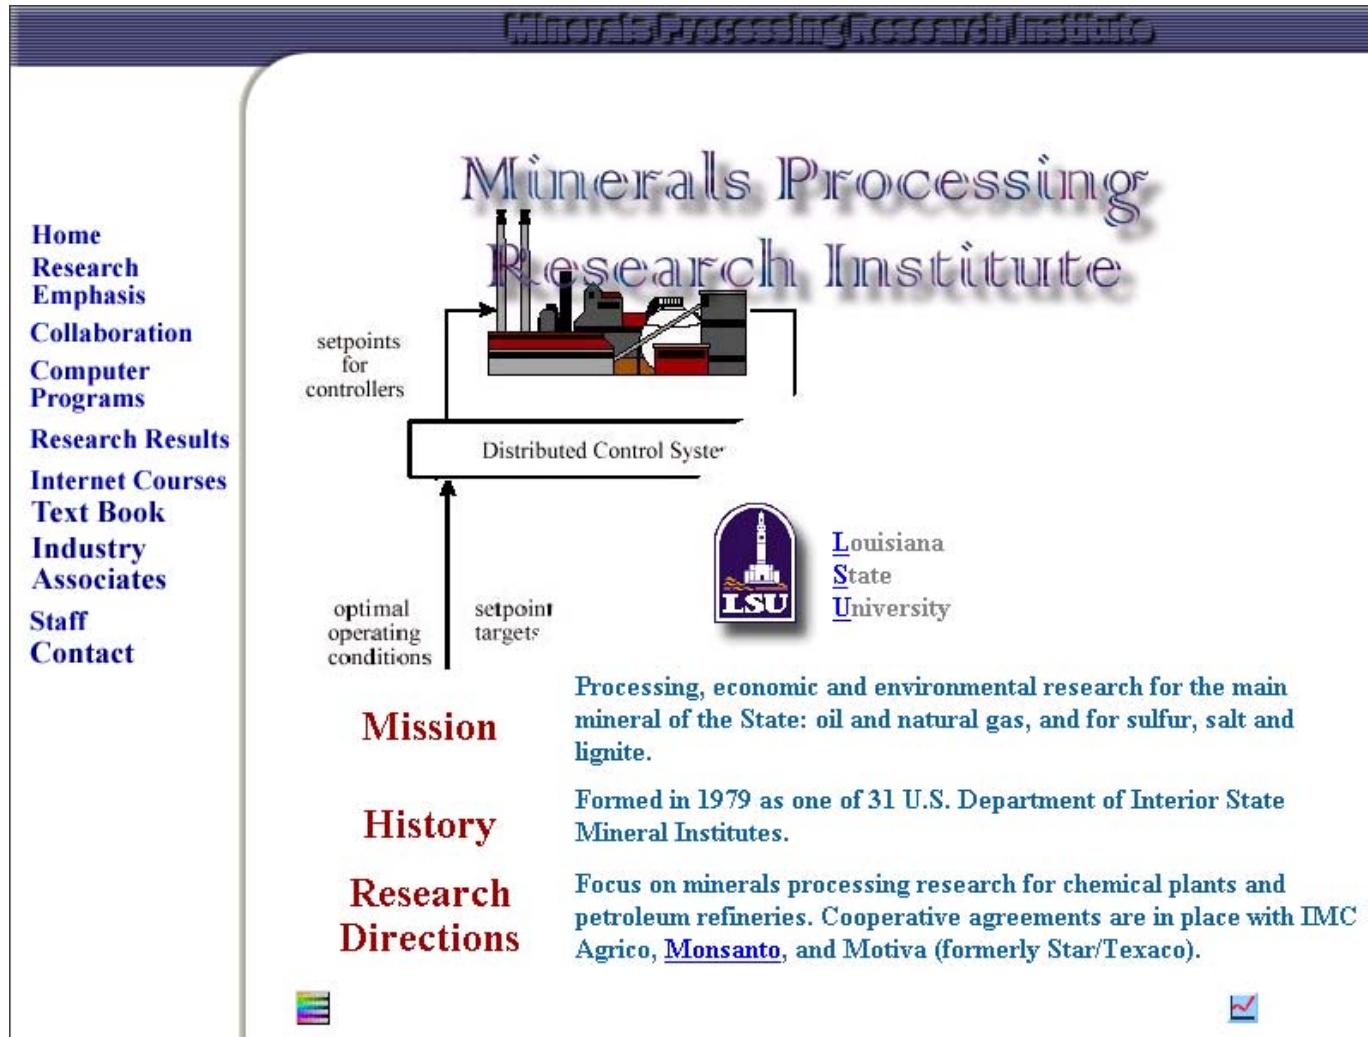 Minerals Processing Research Institute
Minerals Processing
Research Institute
Home
Research
Emphasis
Collaboration
Computer
Programs
Research Results
Internet Courses
Text Book
Industry
Associates
Staff
Contact
setpoints
for
controllers
Distributed Control System
optimal
operating
conditions
setpoint
targets
LSU
Louisiana
State
University
Mission
Processing, economic and environmental research for the main
mineral of the State: oil and natural gas, and for sulfur, salt and
lignite.
History
Formed in 1979 as one of 31 U.S. Department of Interior State
Mineral Institutes.
Research
Directions
Focus on minerals processing research for chemical plants and
petroleum refineries. Cooperative agreements are in place with IMC
Agrico, Monsanto, and Motiva (formerly Star/Texaco).